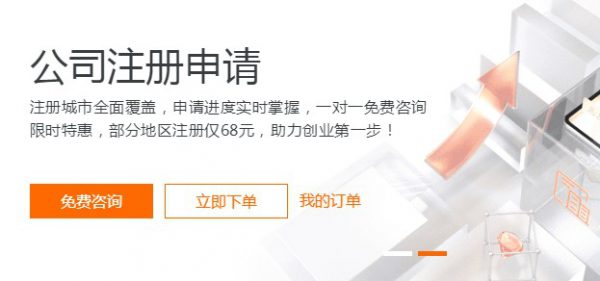 公司注册申请
注册城市全面覆盖，申请进度实时掌握，一对一免费咨询
限时特惠，部分地区注册仅68元，助力创业第一步！
免费咨询 立即下单 我的订单